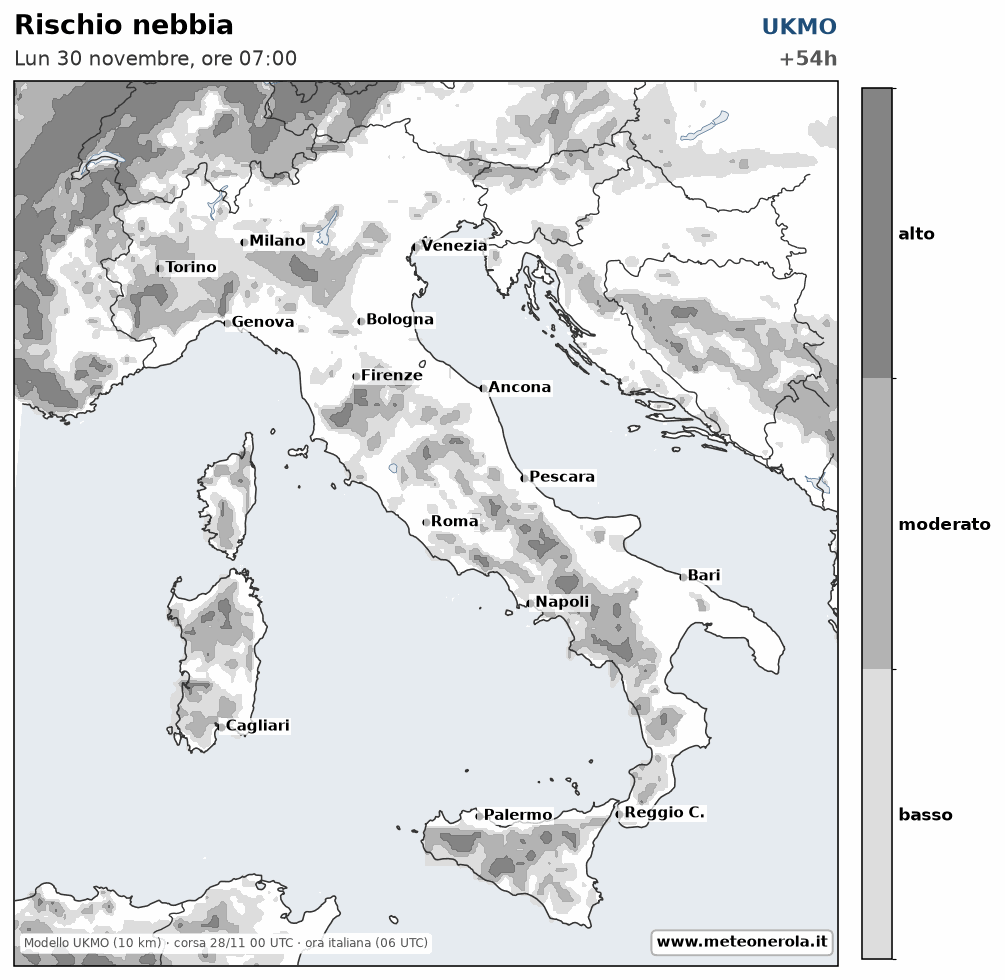 Rischio nebbia
UKMO
Lun 30 novembre, ore 07:00
+54h
alto
moderato
basso
Milano
Venezia
Torino
Genova
Bologna
Firenze
Ancona
Pescara
Roma
Bari
Napoli
Cagliari
Palermo
Reggio C.
Modello UKMO (10 km) · corsa 28/11 00 UTC · ora italiana (06 UTC)
www.meteonerola.it